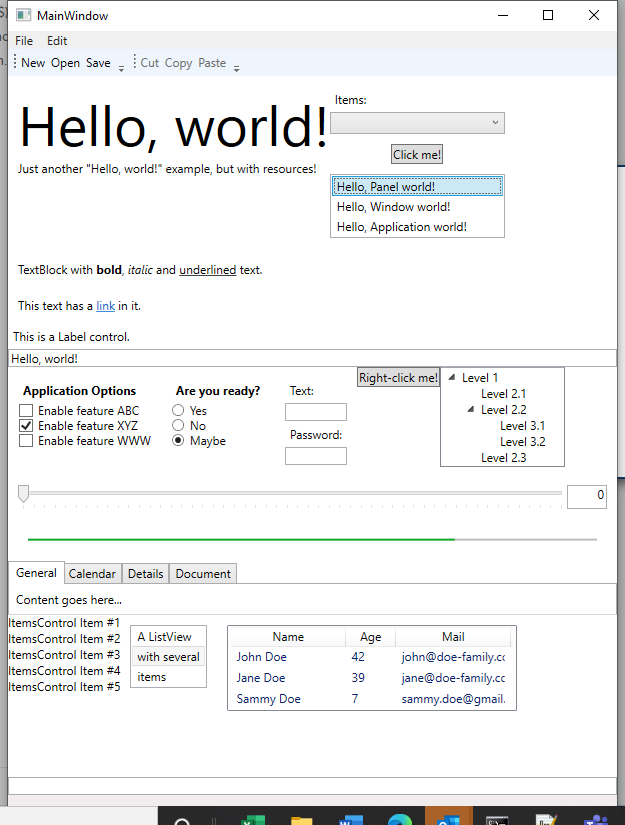 MainWindow
File Edit
New Open Save Cut Copy Paste
Items:
Hello, world!
Click me!
Just another "Hello, world!" example, but with resources!
Hello, Panel world!
Hello, Window world!
Hello, Application world!
TextBlock with bold, italic and underlined text.
This text has a link in it.
This is a Label control.
Hello, world!
Application Options
Enable feature ABC
Enable feature XYZ
Enable feature WWW
Are you ready?
Yes
No
Maybe
Text:
Password:
Right-click me!
Level 1
Level 2.1
Level 2.2
Level 3.1
Level 3.2
Level 2.3
0
General Calendar Details Document
Content goes here...
ItemsControl Item #1
ItemsControl Item #2
ItemsControl Item #3
ItemsControl Item #4
ItemsControl Item #5
A ListView
with several
items
Name Age Mail
John Doe 42 john@doe-family.cc
Jane Doe 39 jane@doe-family.cc
Sammy Doe 7 sammy.doe@gmail.